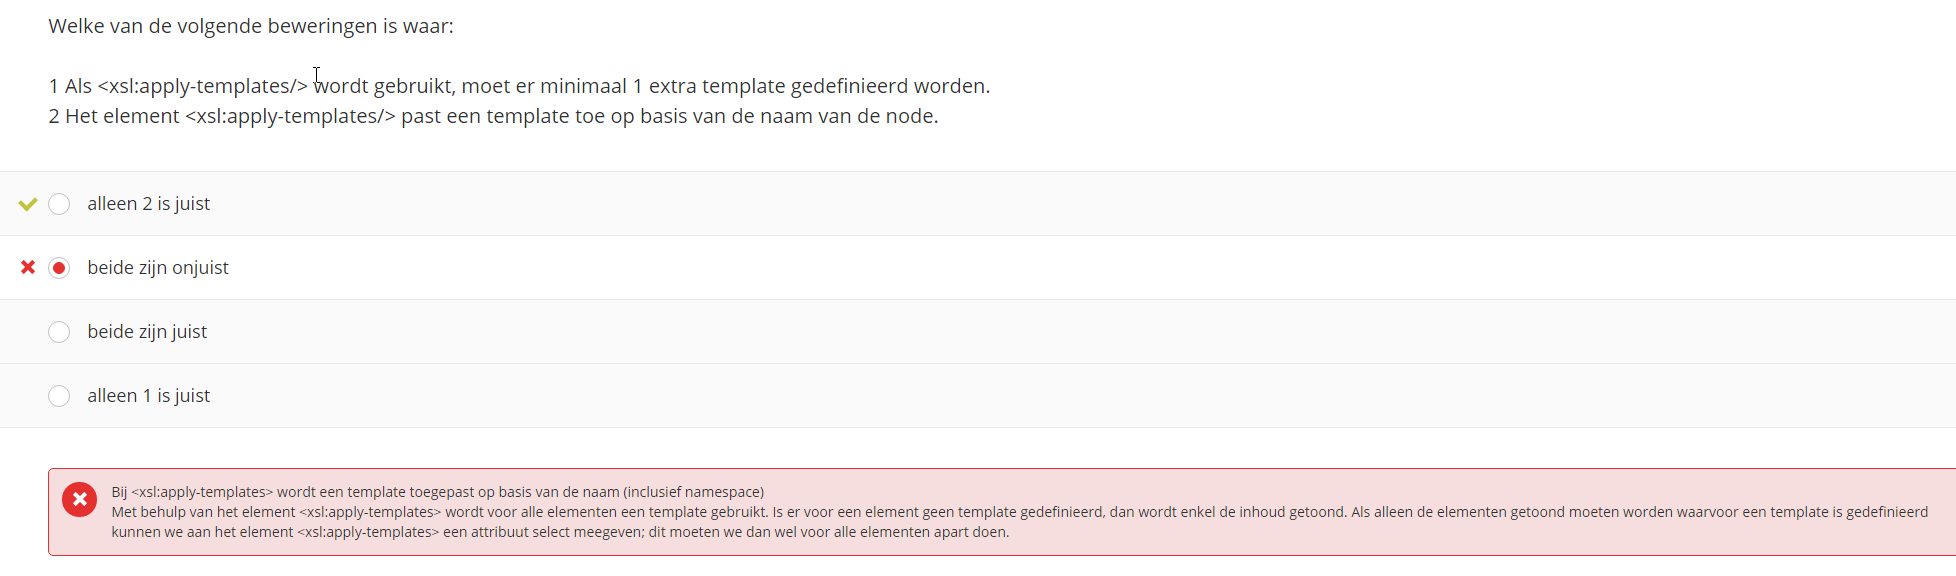 Welke van de volgende beweringen is waar:
1 Als <xsl:apply-templates/> wordt gebruikt, moet er minimaal 1 extra template gedefinieerd worden.
2 Het element <xsl:apply-templates/> past een template toe op basis van de naam van de node.
alleen 2 is juist
beide zijn onjuist
beide zijn juist
alleen 1 is juist
Bij <xsl:apply-templates> wordt een template toegepast op basis van de naam (inclusief namespace)
Met behulp van het element <xsl:apply-templates> wordt voor alle elementen een template gebruikt. Is er voor een element geen template gedefinieerd, dan wordt enkel de inhoud getoond. Als alleen de elementen getoond moeten worden waarvoor een template is gedefinieerd
kunnen we aan het element <xsl:apply-templates> een attribuut select meegeven; dit moeten we dan wel voor alle elementen apart doen.